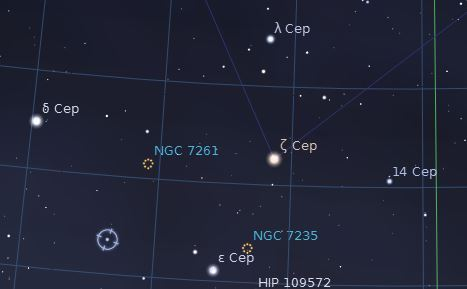 λ Cep
δ Cep
NGC 7261
ζ Cep
14 Cep
NGC 7235
ε Cep
HIP 109572